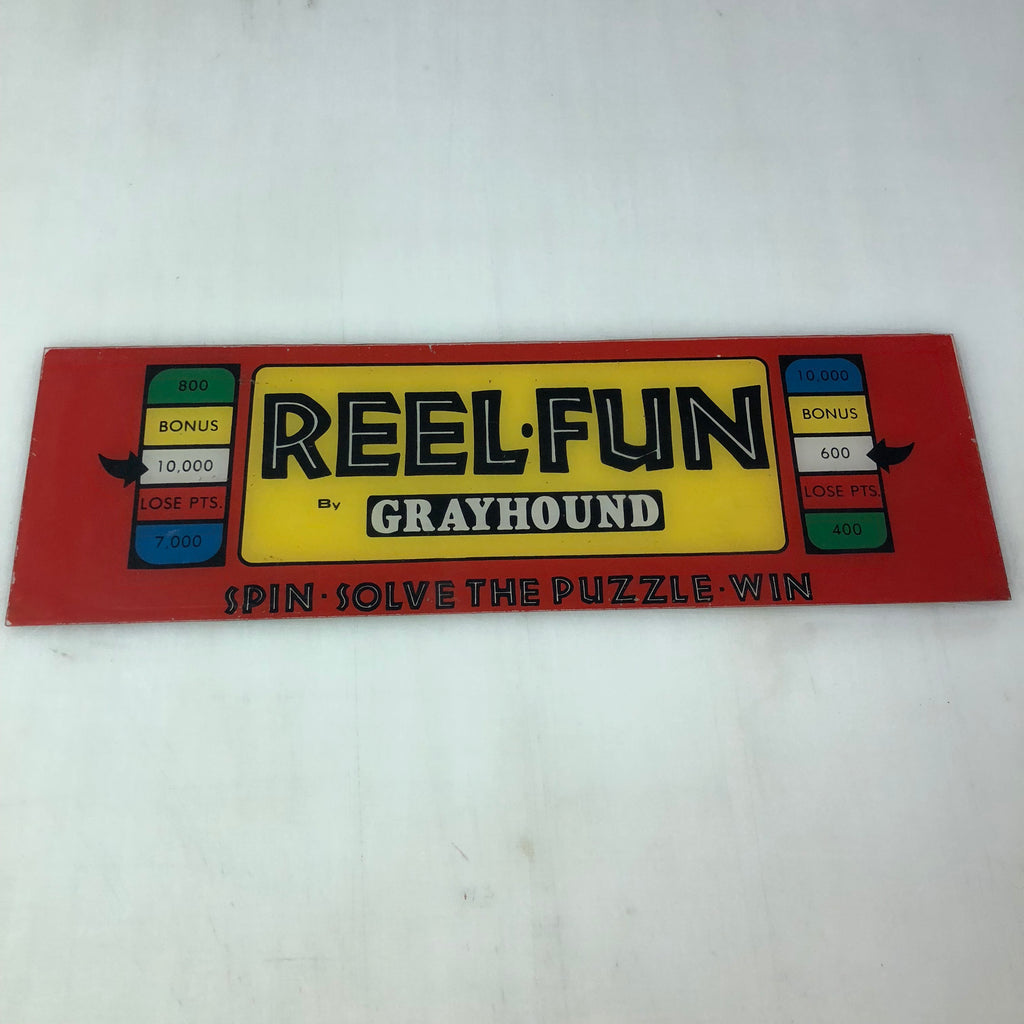 800
BONUS
10,000
LOSE PTS.
7,000
REEL·FUN
By GRAYHOUND
10,000
BONUS
600
LOSE PTS.
400
SPIN·SOLVE THE PUZZLE·WIN